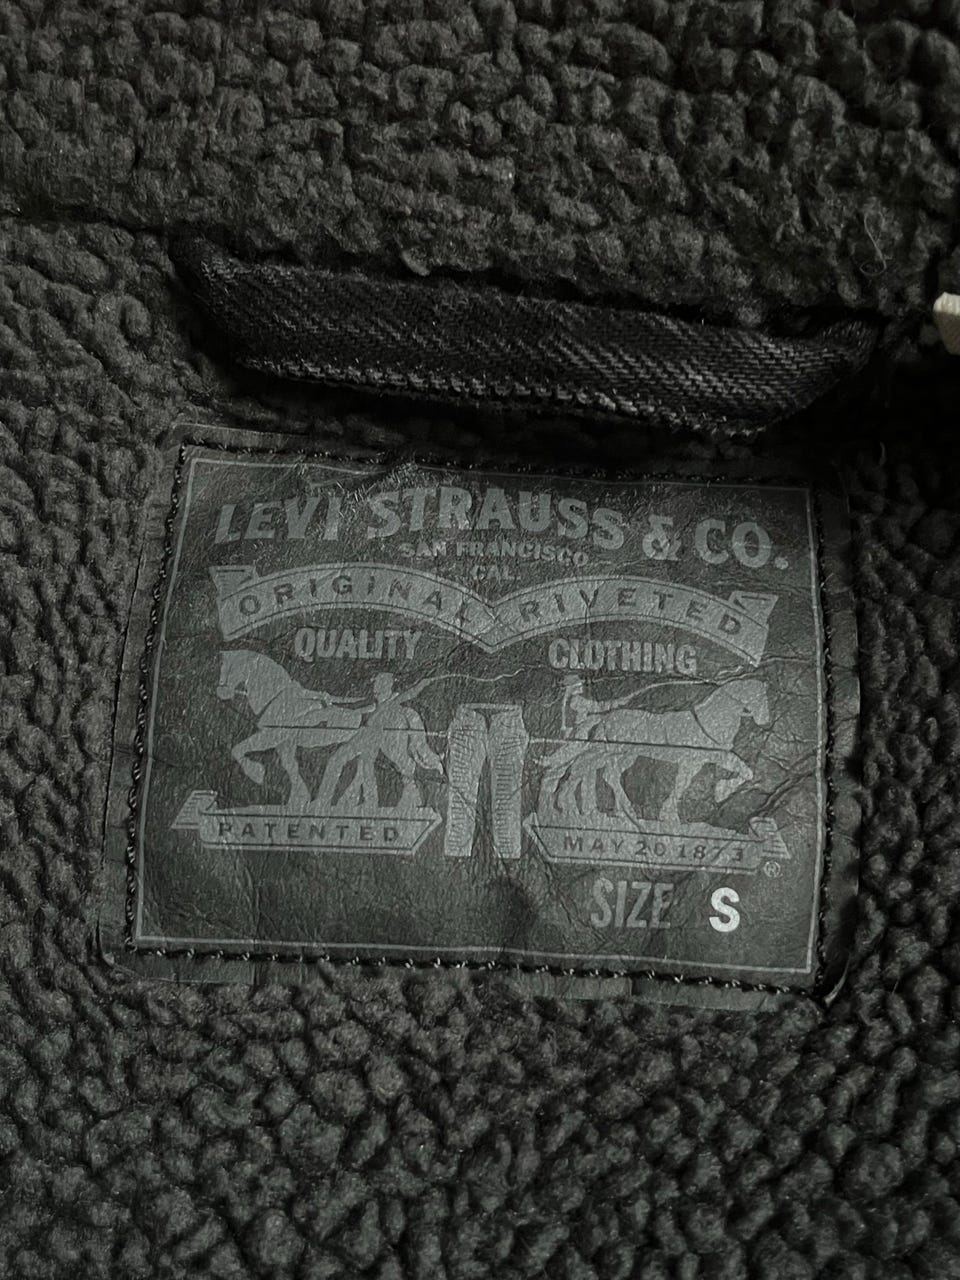 LEVI STRAUSS & CO.
SAN FRANCISCO
CAL.
ORIGINAL RIVETED
QUALITY CLOTHING
PATENTED MAY 20 1873 ®
SIZE S